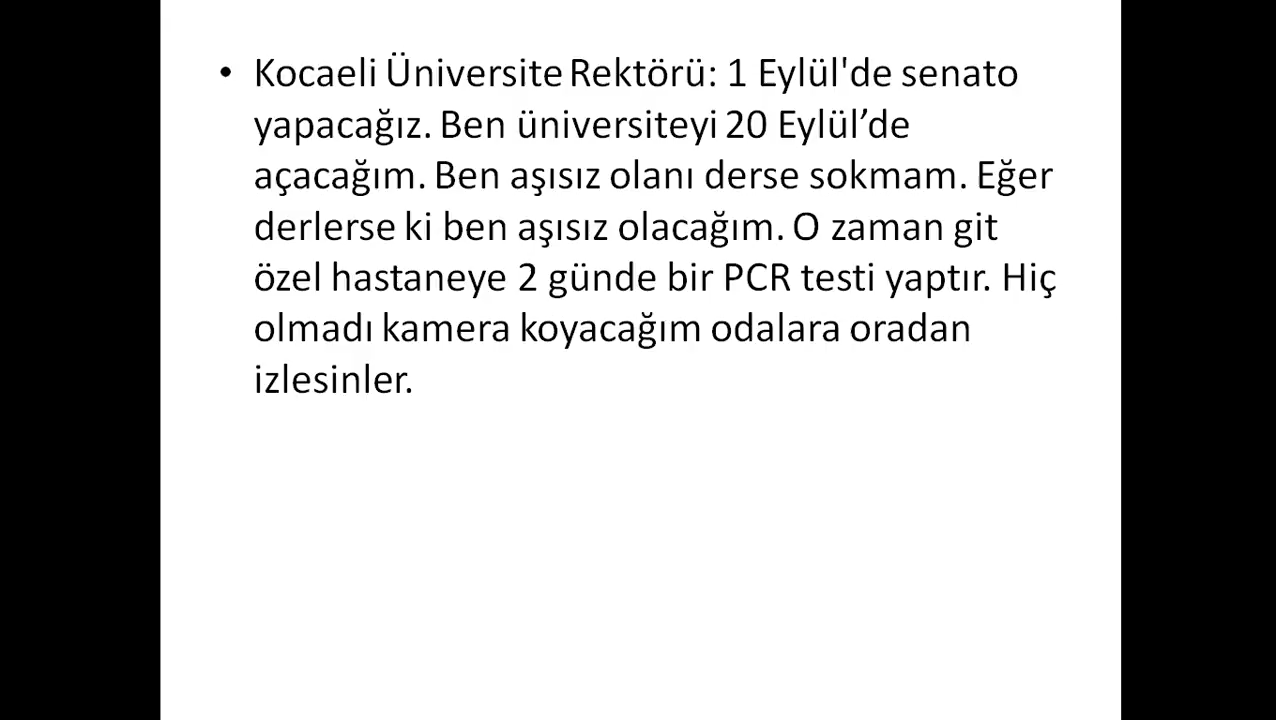 • Kocaeli Üniversite Rektörü: 1 Eylül'de senato
yapacağız. Ben üniversiteyi 20 Eylül’de
açacağım. Ben aşısız olanı derse sokmam. Eğer
derlerse ki ben aşısız olacağım. O zaman git
özel hastaneye 2 günde bir PCR testi yaptır. Hiç
olmadı kamera koyacağım odalara oradan
izlesinler.